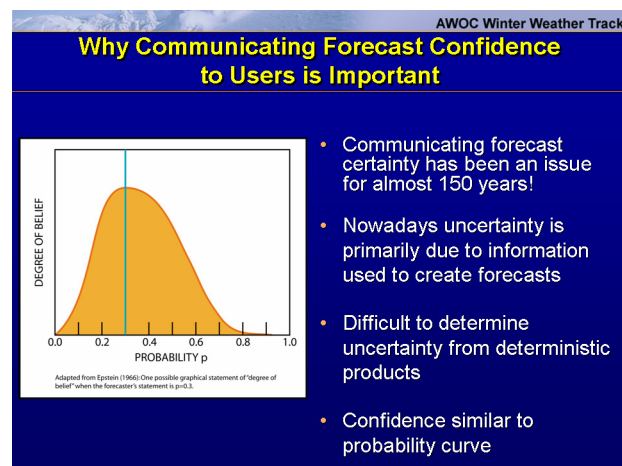 AWOC Winter Weather Track
Why Communicating Forecast Confidence
to Users is Important
DEGREE OF BELIEF
0.0 0.2 0.4 0.6 0.8 1.0
PROBABILITY p
Adapted from Epstein (1966): One possible graphical statement of "degree of
belief" when the forecaster's statement is p=0.3.
• Communicating forecast
certainty has been an issue
for almost 150 years!
• Nowadays uncertainty is
primarily due to information
used to create forecasts
• Difficult to determine
uncertainty from deterministic
products
• Confidence similar to
probability curve